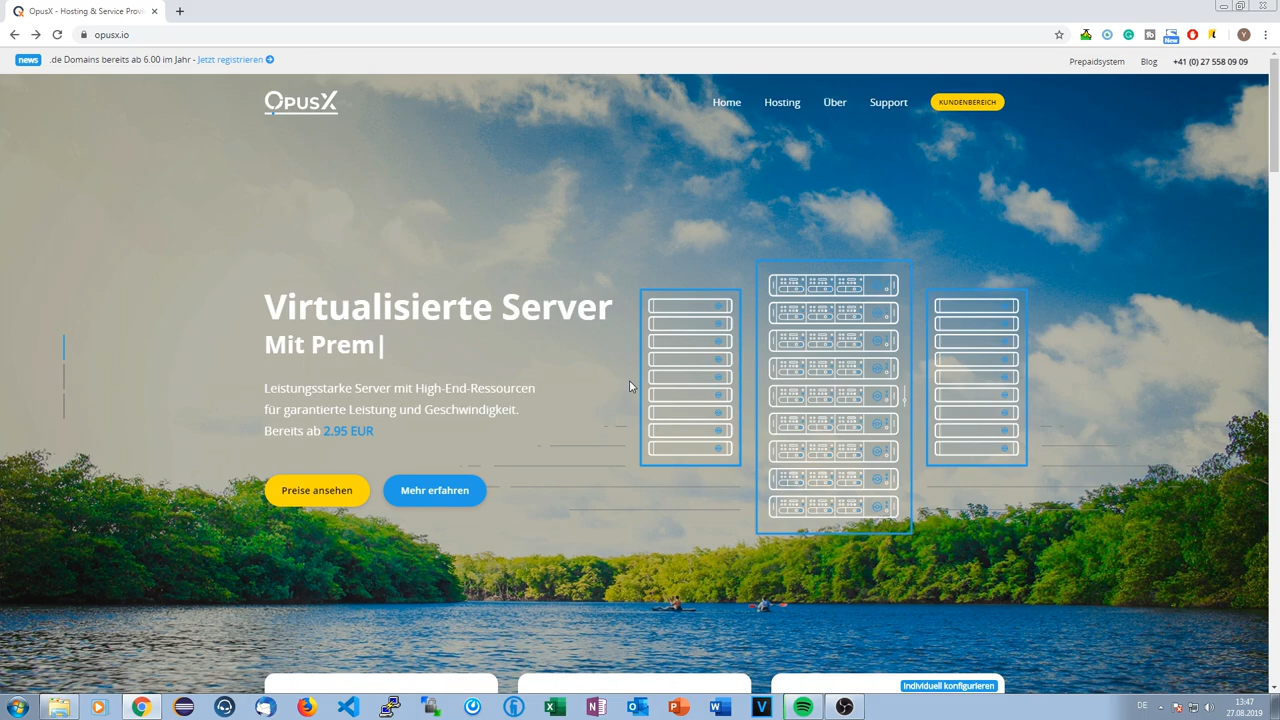 OpusX - Hosting & Service Provi
opusx.io
New
Y
news .de Domains bereits ab 6.00 im Jahr - Jetzt registrieren
Prepaidsystem Blog +41 (0) 27 558 09 09
OpusX
Home Hosting Über Support KUNDENBEREICH
Virtualisierte Server
Mit Prem|
Leistungsstarke Server mit High-End-Ressourcen
für garantierte Leistung und Geschwindigkeit.
Bereits ab 2.95 EUR
Preise ansehen Mehr erfahren
Individuell konfigurieren
DE
13:47
27.08.2019